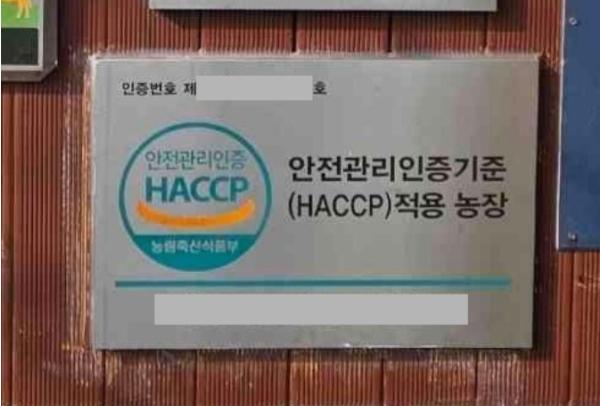 인증번호 제 호
안전관리인증
HACCP
농림축산식품부
안전관리인증기준
(HACCP)적용 농장